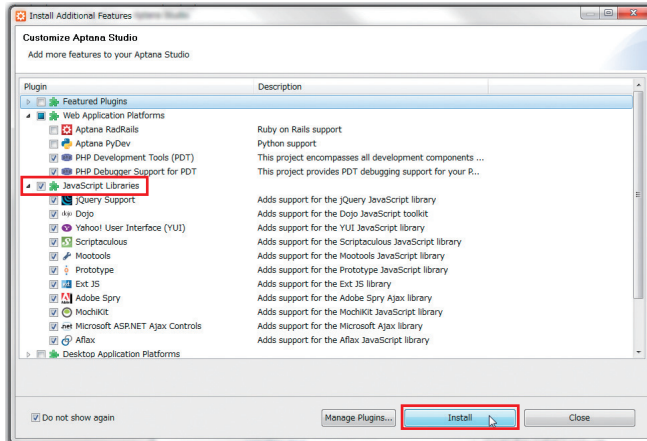 Install Additional Features
Customize Aptana Studio
Add more features to your Aptana Studio
Plugin Description
Featured Plugins
Web Application Platforms
Aptana RadRails Ruby on Rails support
Aptana PyDev Python support
PHP Development Tools (PDT) This project encompasses all development components ...
PHP Debugger Support for PDT This project provides PDT debugging support for your P...
JavaScript Libraries
jQuery Support Adds support for the jQuery JavaScript library
dojo Dojo Adds support for the Dojo JavaScript toolkit
Yahoo! User Interface (YUI) Adds support for the YUI JavaScript library
Scriptaculous Adds support for the Scriptaculous JavaScript library
Mootools Adds support for the Mootools JavaScript library
Prototype Adds support for the Prototype JavaScript library
Ext JS Adds support for the Ext JS library
Adobe Spry Adds support for the Adobe Spry Ajax library
MochiKit Adds support for the MochiKit JavaScript library
.net Microsoft ASP.NET Ajax Controls Adds support for the Microsoft Ajax library
Aflax Adds support for the Aflax JavaScript library
Desktop Application Platforms
Do not show again Manage Plugins... Install Close